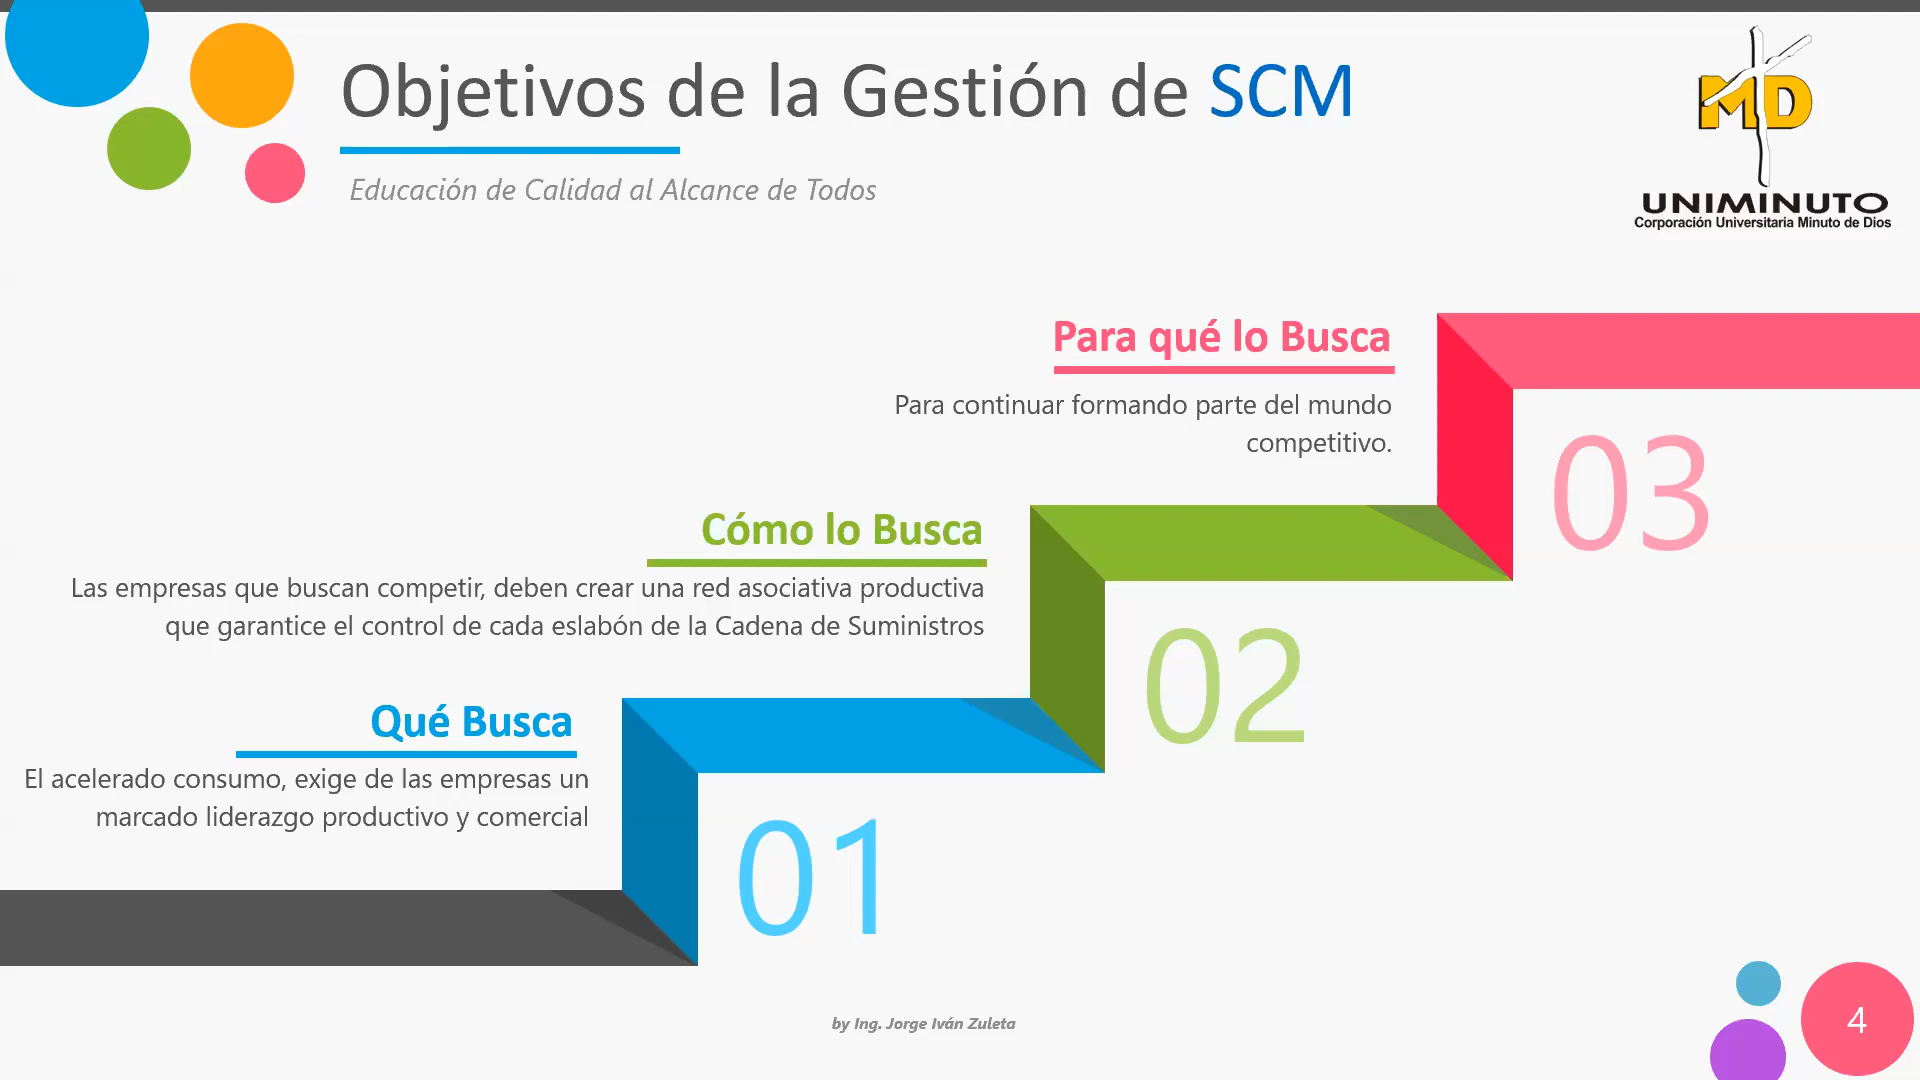 Objetivos de la Gestión de SCM
Educación de Calidad al Alcance de Todos
MD
UNIMINUTO
Corporación Universitaria Minuto de Dios
Para qué lo Busca
Para continuar formando parte del mundo
competitivo.
03
Cómo lo Busca
Las empresas que buscan competir, deben crear una red asociativa productiva
que garantice el control de cada eslabón de la Cadena de Suministros
02
Qué Busca
El acelerado consumo, exige de las empresas un
marcado liderazgo productivo y comercial
01
by Ing. Jorge Iván Zuleta
4